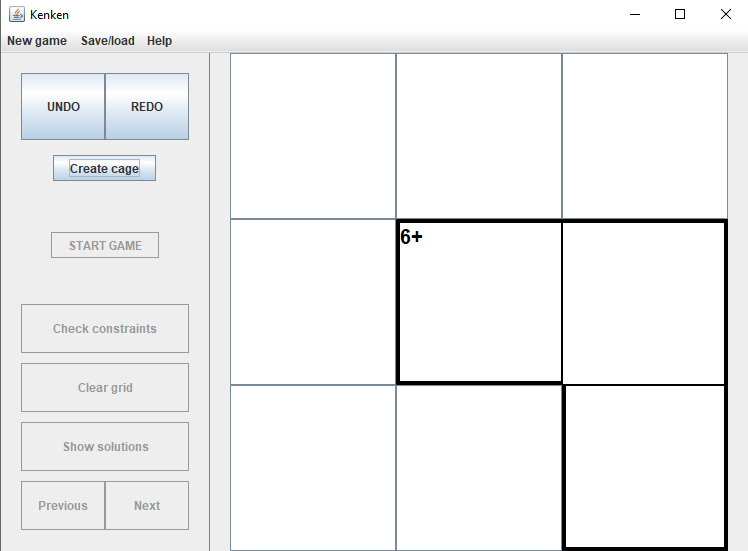 Kenken
New game Save/load Help
UNDO REDO
Create cage
START GAME
6+
Check constraints
Clear grid
Show solutions
Previous Next